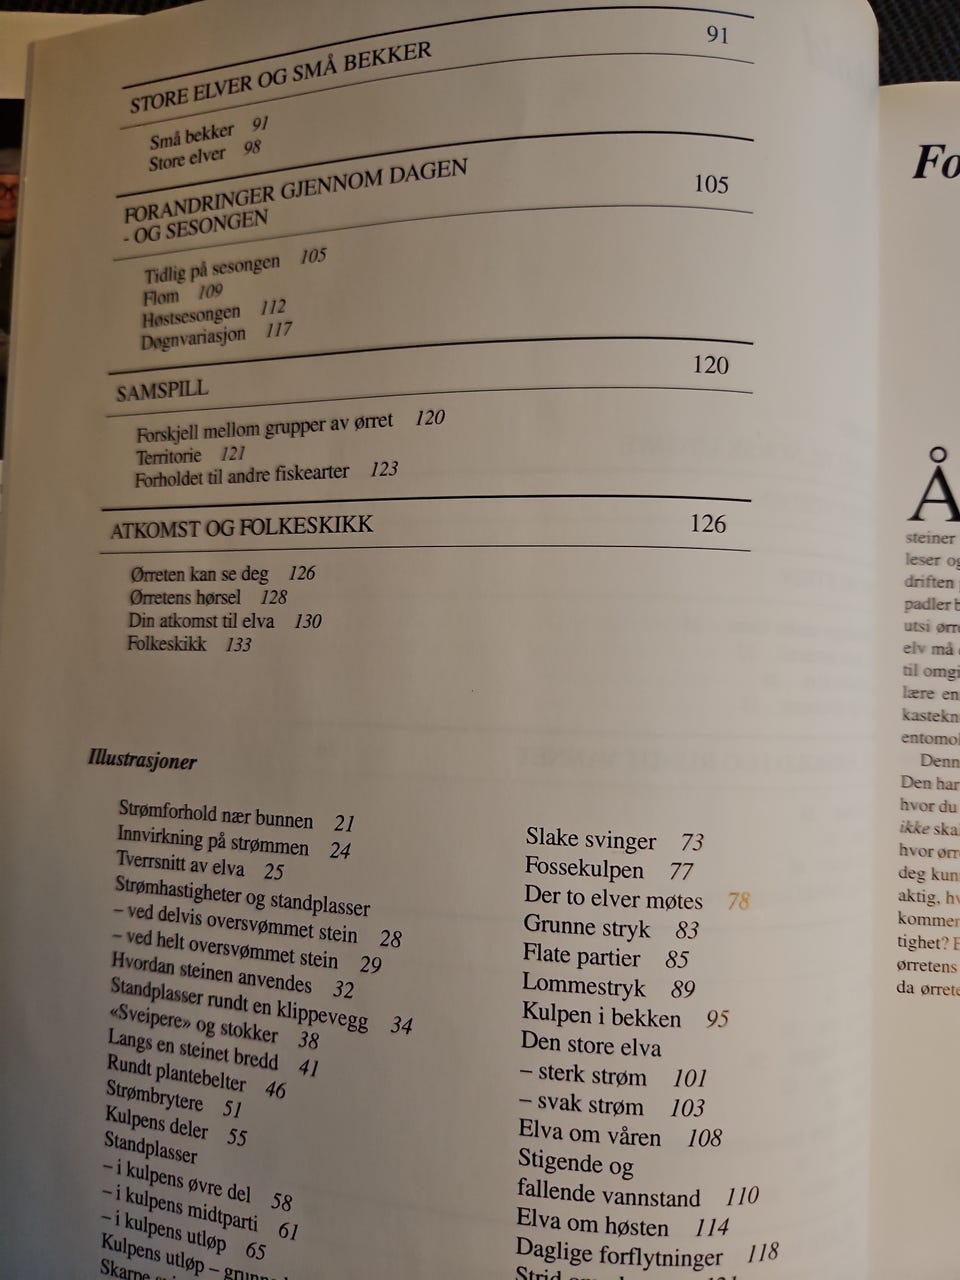 STORE ELVER OG SMÅ BEKKER 91
Små bekker 91
Store elver 98
FORANDRINGER GJENNOM DAGEN
- OG SESONGEN 105
Tidlig på sesongen 105
Flom 109
Høstsesongen 112
Døgnvariasjon 117
SAMSPILL 120
Forskjell mellom grupper av ørret 120
Territorie 121
Forholdet til andre fiskearter 123
ATKOMST OG FOLKESKIKK 126
Ørreten kan se deg 126
Ørretens hørsel 128
Din atkomst til elva 130
Folkeskikk 133
Illustrasjoner
Strømforhold nær bunnen 21
Innvirkning på strømmen 24
Tverrsnitt av elva 25
Strømhastigheter og standplasser
– ved delvis oversvømmet stein 28
– ved helt oversvømmet stein 29
Hvordan steinen anvendes 32
Standplasser rundt en klippevegg 34
«Sveipere» og stokker 38
Langs en steinet bredd 41
Rundt plantebelter 46
Strømbrytere 51
Kulpens deler 55
Standplasser
– i kulpens øvre del 58
– i kulpens midtparti 61
– i kulpens utløp 65
Kulpens utløp –
Slake svinger 73
Fossekulpen 77
Der to elver møtes 78
Grunne stryk 83
Flate partier 85
Lommestryk 89
Kulpen i bekken 95
Den store elva
– sterk strøm 101
– svak strøm 103
Elva om våren 108
Stigende og
fallende vannstand 110
Elva om høsten 114
Daglige forflytninger 118
Fo
Å
steiner
leser og
driften
padler b
utsi ørr
elv må
til omgi
lære en
kastekn
entomol
Denn
Den har
hvor du
ikke ska
hvor ørr
deg kun
aktig, hv
kommer
tighet? E
ørretens
da ørrete